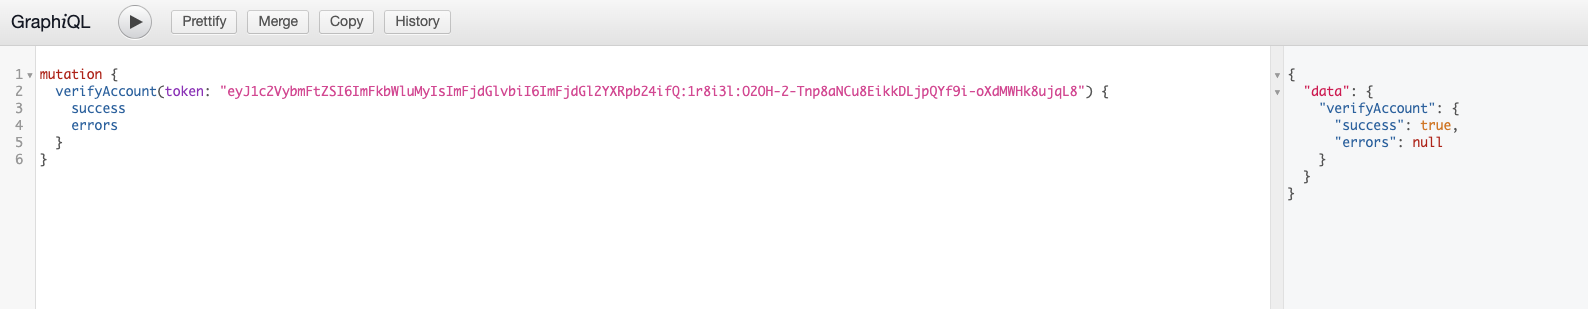 GraphiQL Prettify Merge Copy History
1 mutation {
2 verifyAccount(token: "eyJ1c2VybmFtZSI6ImFkbWluMyIsImFjdGlvbiI6ImFjdGl2YXRpb24ifQ:1r8i3l:OZOH-Z-Tnp8aNCu8EikkDLjpQYf9i-oXdMWHk8ujqL8") {
3 success
4 errors
5 }
6 }
{
"data": {
"verifyAccount": {
"success": true,
"errors": null
}
}
}